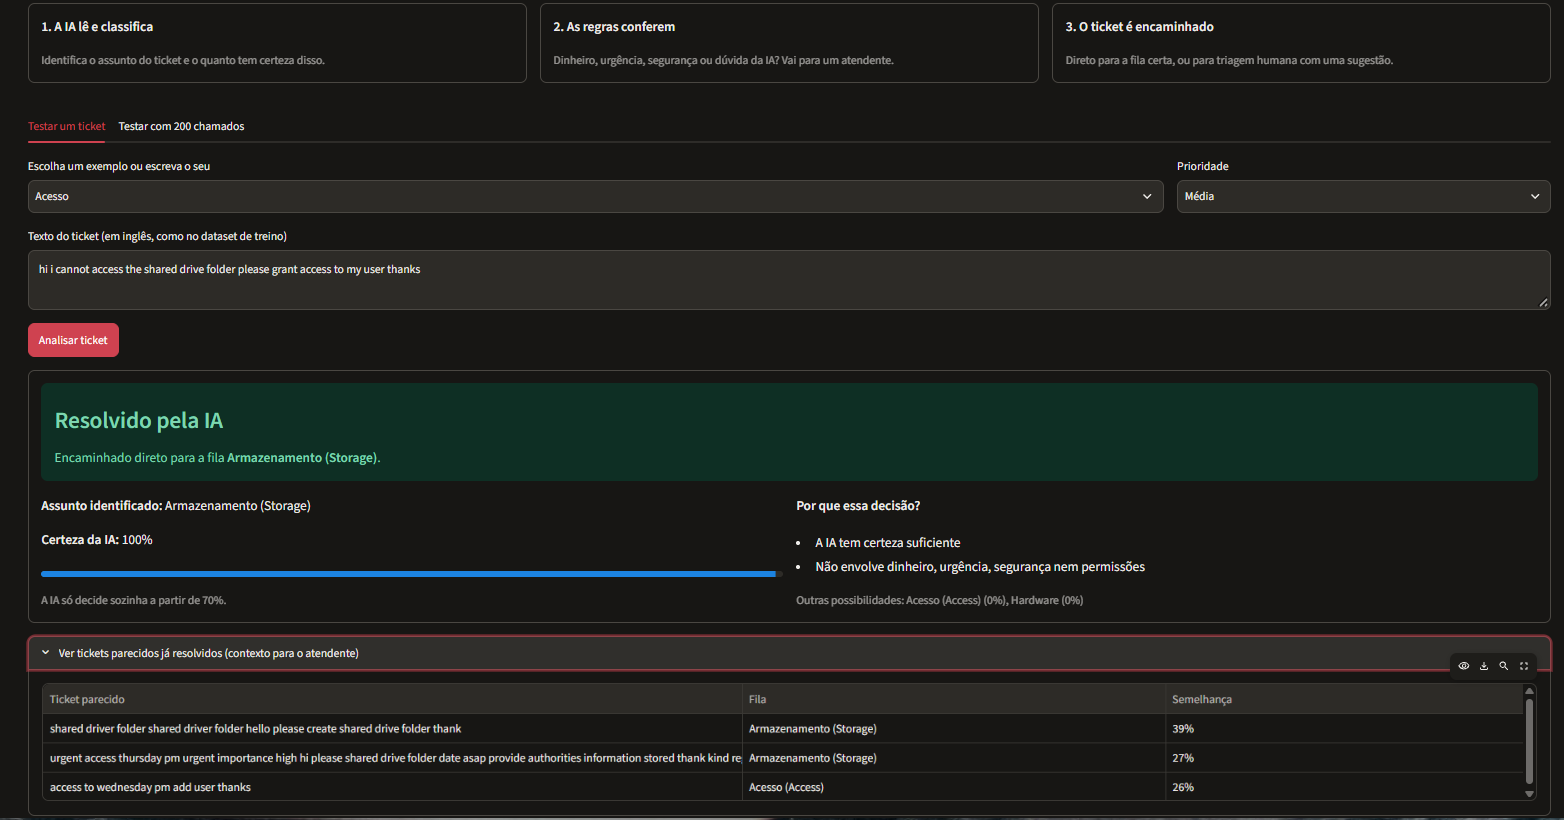 1. A IA lê e classifica
Identifica o assunto do ticket e o quanto tem certeza disso.
2. As regras conferem
Dinheiro, urgência, segurança ou dúvida da IA? Vai para um atendente.
3. O ticket é encaminhado
Direto para a fila certa, ou para triagem humana com uma sugestão.
Testar um ticket
Testar com 200 chamados
Escolha um exemplo ou escreva o seu
Acesso
Prioridade
Média
Texto do ticket (em inglês, como no dataset de treino)
hi i cannot access the shared drive folder please grant access to my user thanks
Analisar ticket
Resolvido pela IA
Encaminhado direto para a fila Armazenamento (Storage).
Assunto identificado: Armazenamento (Storage)
Certeza da IA: 100%
A IA só decide sozinha a partir de 70%.
Por que essa decisão?
• A IA tem certeza suficiente
• Não envolve dinheiro, urgência, segurança nem permissões
Outras possibilidades: Acesso (Access) (0%), Hardware (0%)
Ver tickets parecidos já resolvidos (contexto para o atendente)
Ticket parecido Fila Semelhança
shared driver folder shared driver folder hello please create shared drive folder thank Armazenamento (Storage) 39%
urgent access thursday pm urgent importance high hi please shared drive folder date asap provide authorities information stored thank kind re Armazenamento (Storage) 27%
access to wednesday pm add user thanks Acesso (Access) 26%